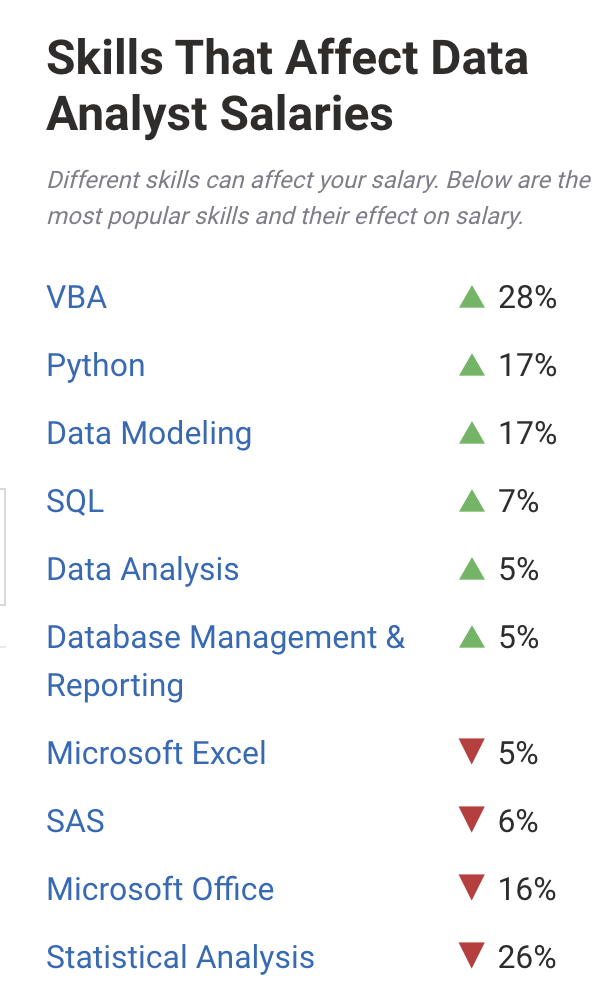 Skills That Affect Data
Analyst Salaries
Different skills can affect your salary. Below are the
most popular skills and their effect on salary.
VBA ▲ 28%
Python ▲ 17%
Data Modeling ▲ 17%
SQL ▲ 7%
Data Analysis ▲ 5%
Database Management & ▲ 5%
Reporting
Microsoft Excel ▼ 5%
SAS ▼ 6%
Microsoft Office ▼ 16%
Statistical Analysis ▼ 26%